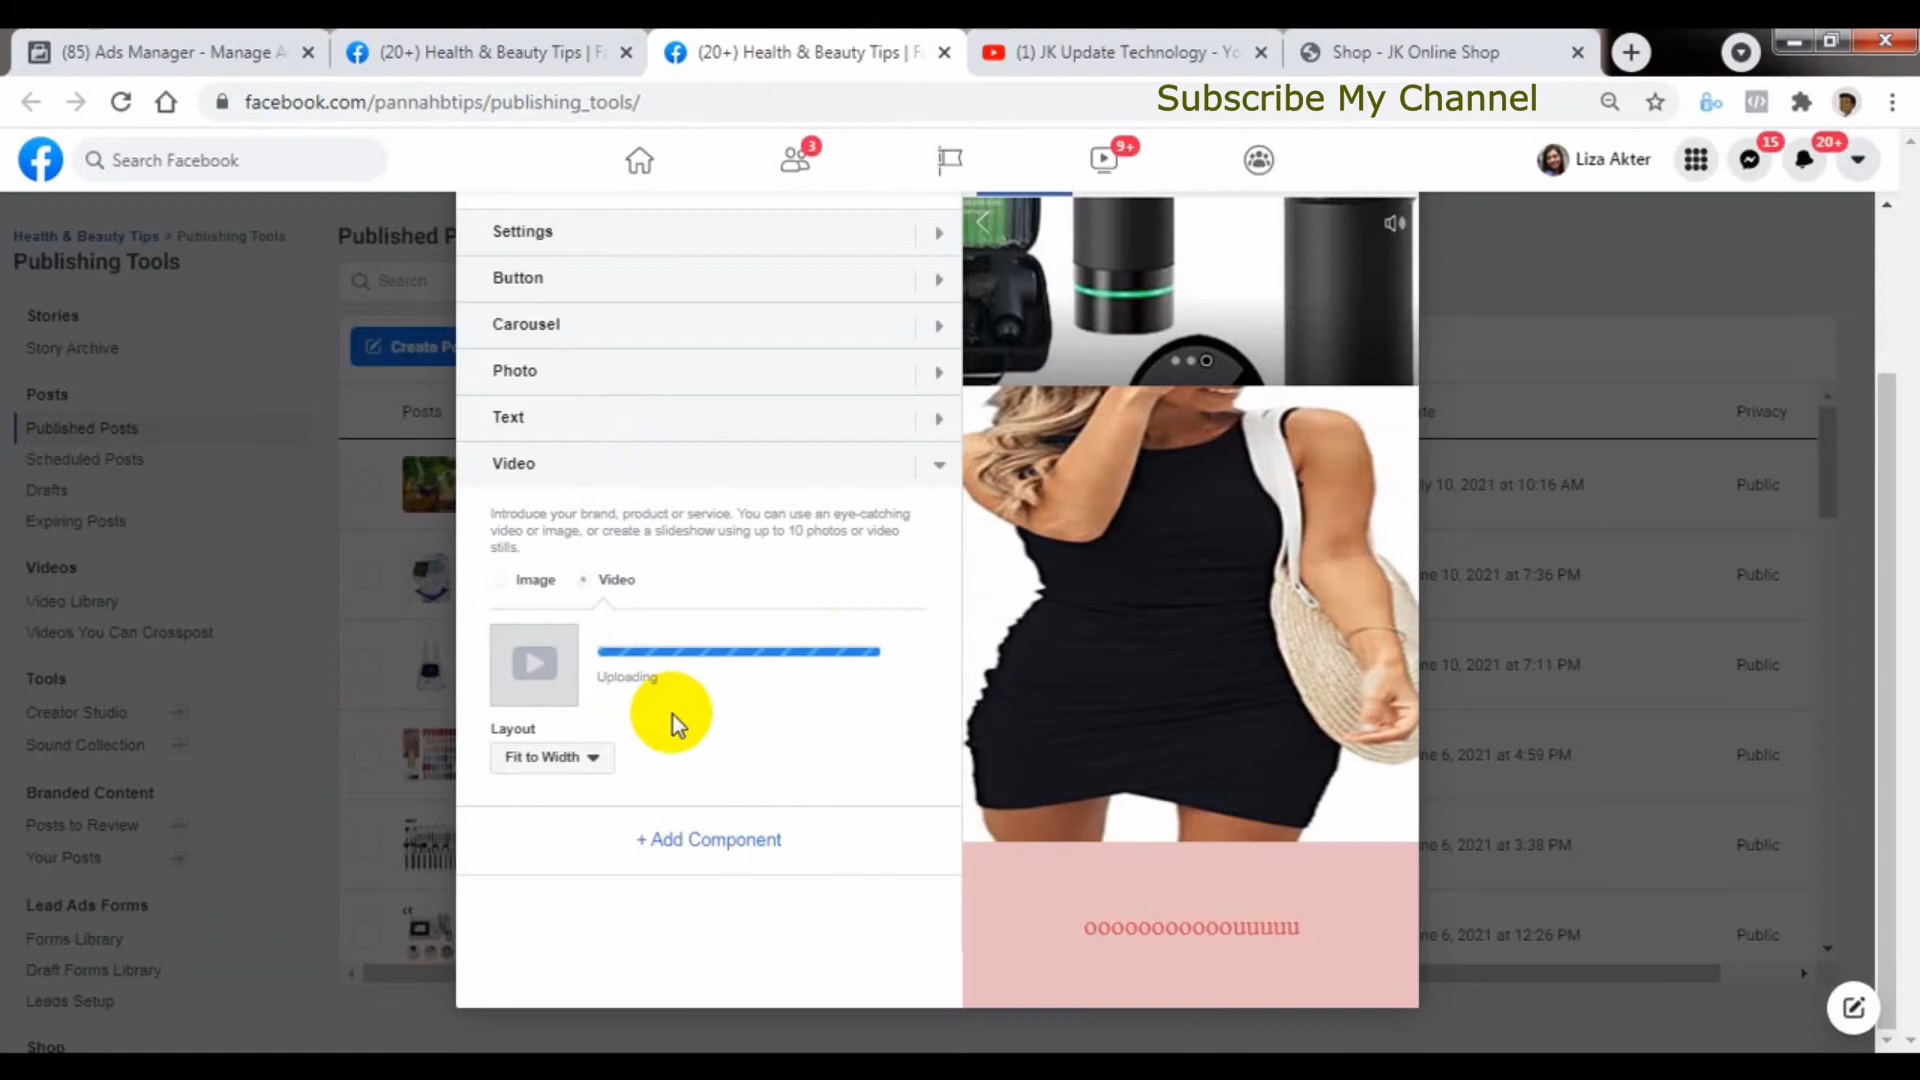 (85) Ads Manager - Manage A
(20+) Health & Beauty Tips | F
(20+) Health & Beauty Tips | F
(1) JK Update Technology - Yo
Shop - JK Online Shop
facebook.com/pannahbtips/publishing_tools/
Subscribe My Channel
Search Facebook
3
9+
Liza Akter
15
20+
Health & Beauty Tips > Publishing Tools
Publishing Tools
Stories
Story Archive
Posts
Published Posts
Scheduled Posts
Drafts
Expiring Posts
Videos
Video Library
Videos You Can Crosspost
Tools
Creator Studio
Sound Collection
Branded Content
Posts to Review
Your Posts
Lead Ads Forms
Forms Library
Draft Forms Library
Leads Setup
Shop
Published P
Search
Create Po
Posts
Settings
Button
Carousel
Photo
Text
Video
Introduce your brand, product or service. You can use an eye-catching
video or image, or create a slideshow using up to 10 photos or video
stills.
Image
Video
Uploading
Layout
Fit to Width
+ Add Component
ooooooooooouuuuu
te
Privacy
ly 10, 2021 at 10:16 AM
Public
ne 10, 2021 at 7:36 PM
Public
ne 10, 2021 at 7:11 PM
Public
ne 6, 2021 at 4:59 PM
Public
ne 6, 2021 at 3:38 PM
Public
ne 6, 2021 at 12:26 PM
Public